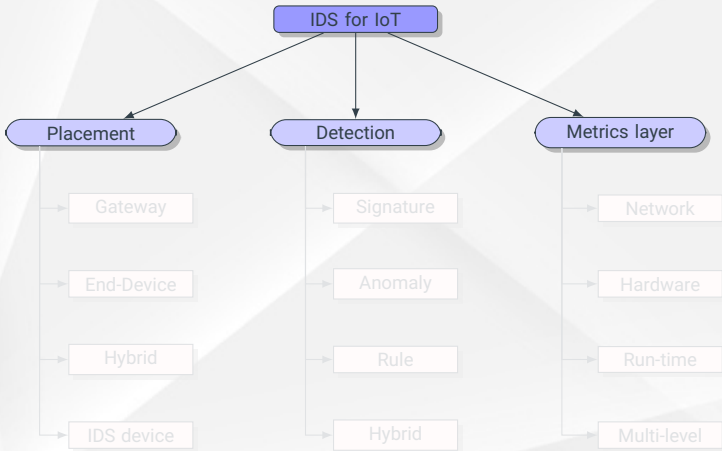 IDS for IoT
Placement
Detection
Metrics layer
Gateway
Signature
Network
End-Device
Anomaly
Hardware
Hybrid
Rule
Run-time
IDS device
Hybrid
Multi-level